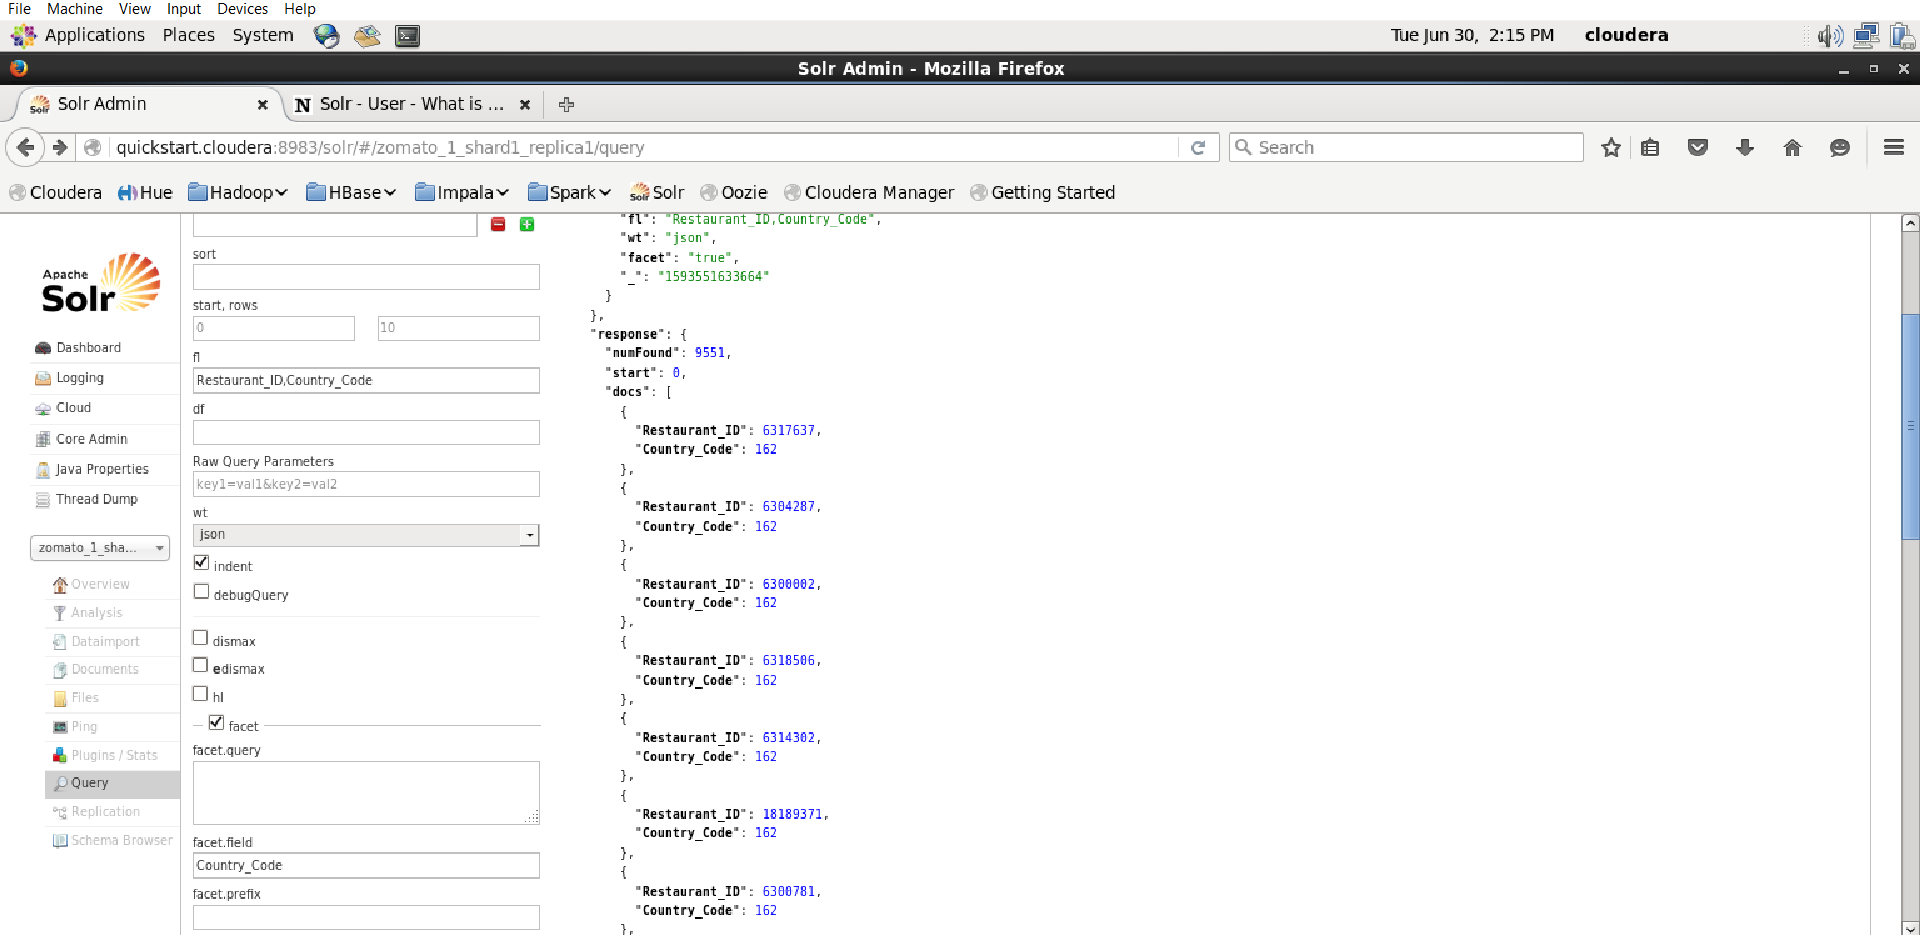 File Machine View Input Devices Help
Applications Places System Tue Jun 30, 2:15 PM cloudera
Solr Admin - Mozilla Firefox
Solr Admin
Solr - User - What is ...
quickstart.cloudera:8983/solr/#/zomato_1_shard1_replica1/query
Search
Cloudera Hue Hadoop HBase Impala Spark Solr Oozie Cloudera Manager Getting Started
Apache
Solr
Dashboard
Logging
Cloud
Core Admin
Java Properties
Thread Dump
zomato_1_sha...
Overview
Analysis
Dataimport
Documents
Files
Ping
Plugins / Stats
Query
Replication
Schema Browser
sort
start, rows
0 10
fl
Restaurant_ID,Country_Code
df
Raw Query Parameters
key1=val1&key2=val2
wt
json
indent
debugQuery
dismax
edismax
hl
facet
facet.query
facet.field
Country_Code
facet.prefix
"fl": "Restaurant_ID,Country_Code",
"wt": "json",
"facet": "true",
"_": "1593551633664"
}
},
"response": {
"numFound": 9551,
"start": 0,
"docs": [
{
"Restaurant_ID": 6317637,
"Country_Code": 162
},
{
"Restaurant_ID": 6304287,
"Country_Code": 162
},
{
"Restaurant_ID": 6300002,
"Country_Code": 162
},
{
"Restaurant_ID": 6318506,
"Country_Code": 162
},
{
"Restaurant_ID": 6314302,
"Country_Code": 162
},
{
"Restaurant_ID": 18189371,
"Country_Code": 162
},
{
"Restaurant_ID": 6300781,
"Country_Code": 162
},